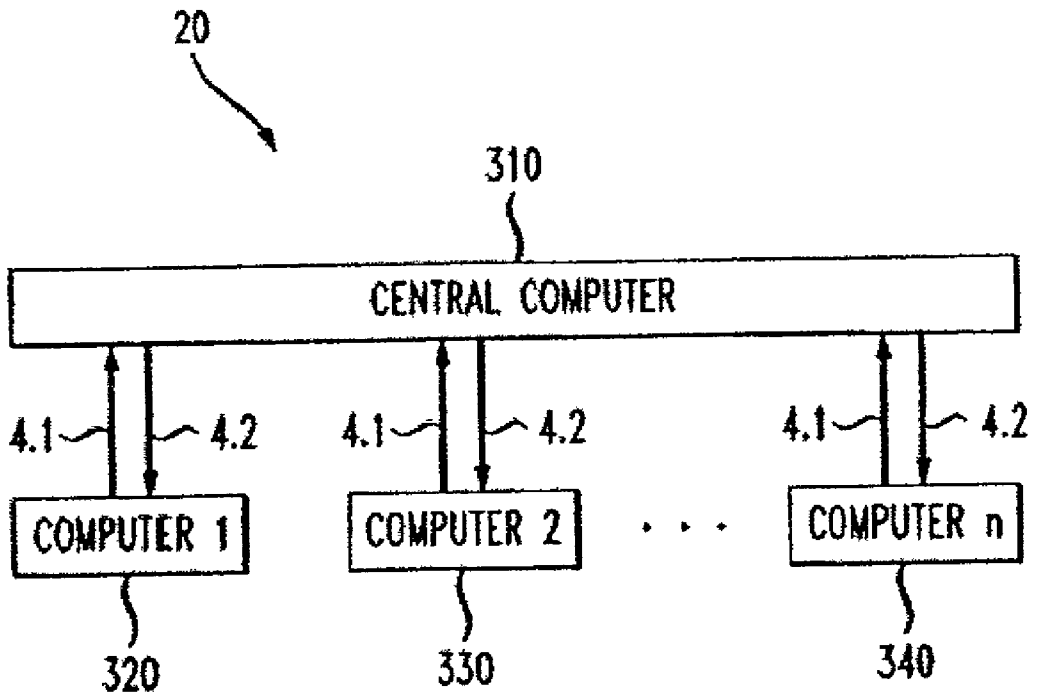 20
310
CENTRAL COMPUTER
4.1 4.2 4.1 4.2 4.1 4.2
COMPUTER 1 COMPUTER 2 . . . COMPUTER n
320 330 340